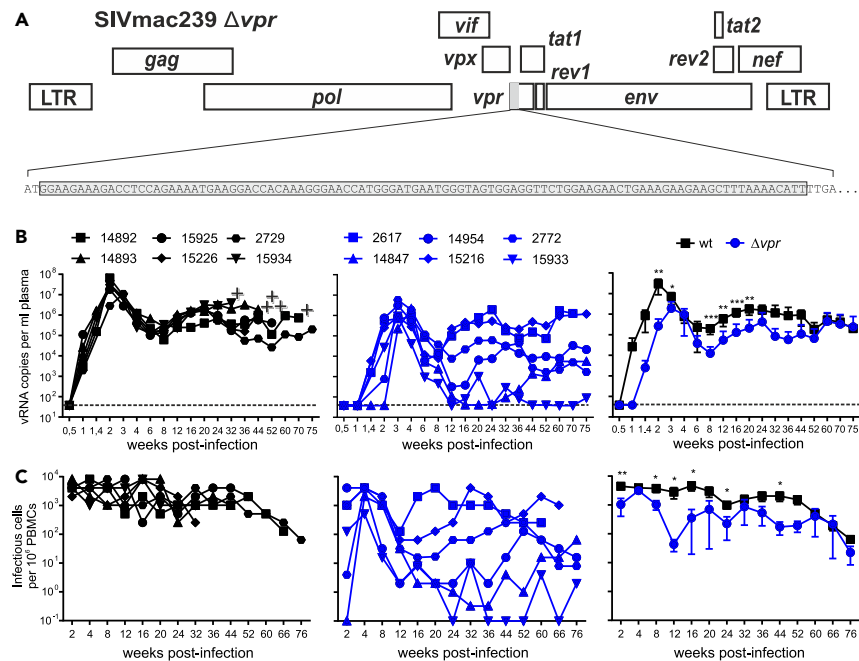 A
SIVmac239 Δvpr
vif
vpx
tat1
tat2
gag
rev1
rev2
nef
LTR
pol
vpr
env
LTR
ATGGAAGAAAGACCTCCAGAAAATGAAGGACCACAAAGGGAACCATGGGATGAATGGGTAGTGGAGGTTCTGGAAGAACTGAAAGAAGAAGCTTTAAAACATTTTGA...
B
14892 15925 2729
14893 15226 15934
2617 14954 2772
14847 15216 15933
wt Δvpr
vRNA copies per ml plasma
10⁸
10⁷
10⁶
10⁵
10⁴
10³
10²
10¹
** * *** ** *** **
0,5 1 1,4 2 3 4 6 8 12 16 20 24 32 36 44 52 60 70 75
0,5 1 1,4 2 3 4 6 8 12 16 20 24 32 36 44 52 60 70 75
0,5 1 1,4 2 3 4 6 8 12 16 20 24 32 36 44 52 60 70 75
weeks post-infection
weeks post-infection
weeks post-infection
C
Infectious cells
per 10⁶ PBMCs
10⁴
10³
10²
10¹
10⁰
10⁻¹
** * * * * *
2 4 8 12 16 20 24 32 36 44 52 60 66 76
2 4 8 12 16 20 24 32 36 44 52 60 66 76
2 4 8 12 16 20 24 32 36 44 52 60 66 76
weeks post-infection
weeks post-infection
weeks post-infection